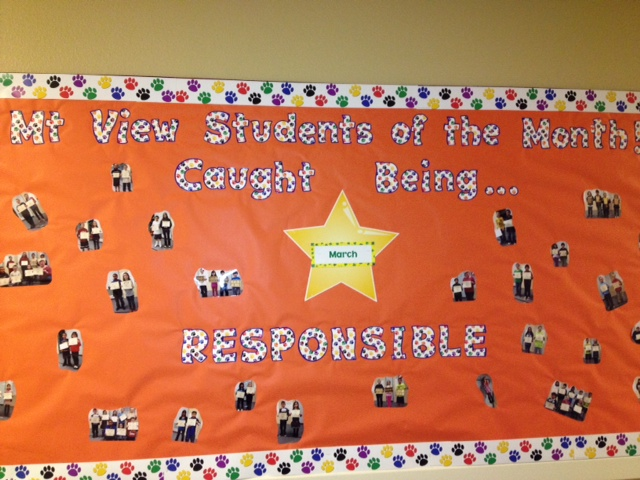 Mt View Students of the Month;
Caught Being...
March
RESPONSIBLE